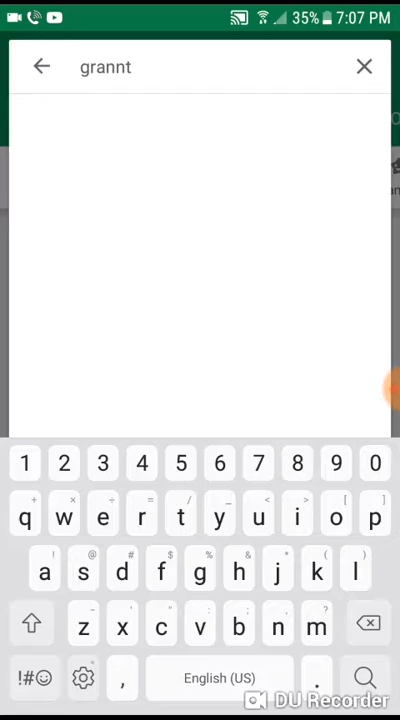 35% 7:07 PM
grannt
1 2 3 4 5 6 7 8 9 0
+ × ÷ = / _ < > [ ]
q w e r t y u i o p
! @ # $ % ^ & * ( )
a s d f g h j k l
- ' " : ; , ?
z x c v b n m
!#☺ , English (US) .
DU Recorder